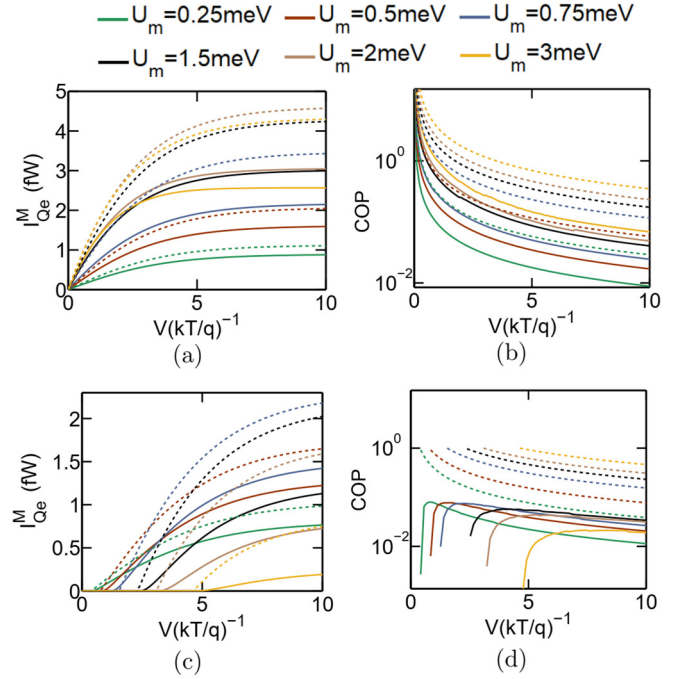 U_m=0.25meV U_m=0.5meV U_m=0.75meV
U_m=1.5meV U_m=2meV U_m=3meV
I^M_Qe (fW)
5
4
3
2
1
0
0 5 10
V(kT/q)^−1
(a)
COP
10^0
10^−2
0 5 10
V(kT/q)^−1
(b)
I^M_Qe (fW)
2
1.5
1
0.5
0
0 5 10
V(kT/q)^−1
(c)
COP
10^0
10^−2
0 5 10
V(kT/q)^−1
(d)